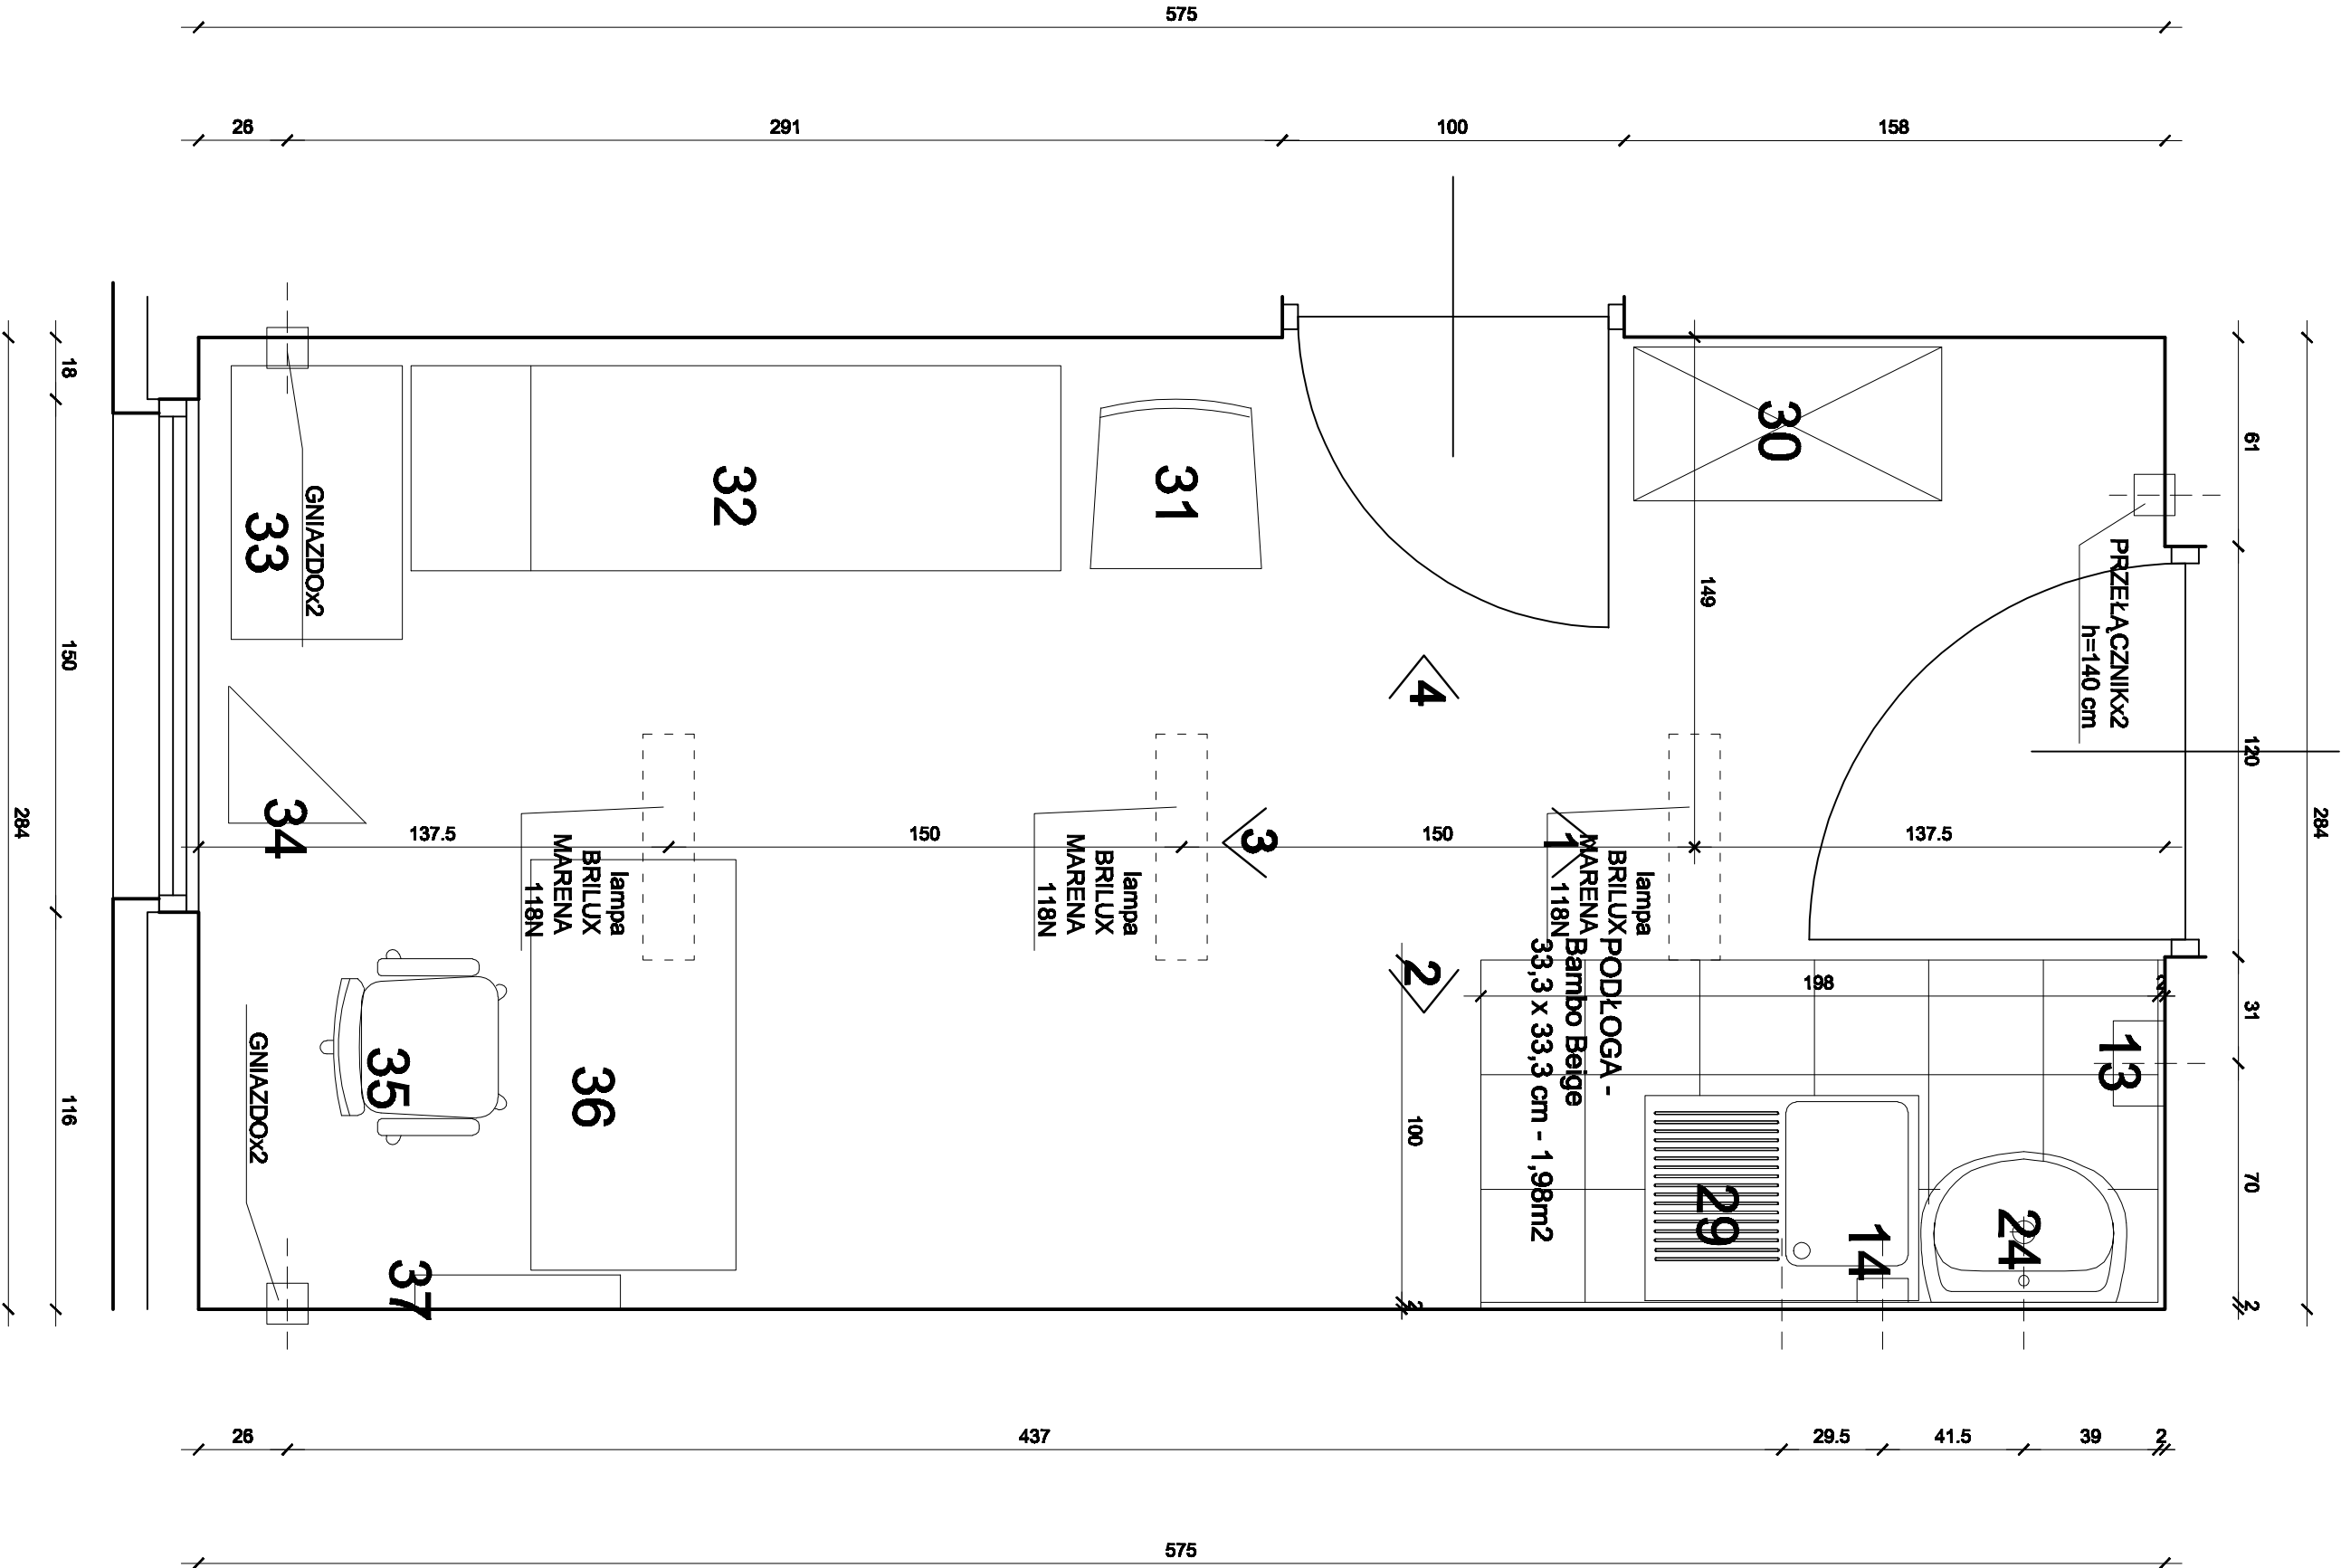 575
26
291
100
158
18
150
116
284
61
120
31
70
2
284
30
31
32
33
GNIAZDOx2
PRZEŁĄCZNIKx2
h=140 cm
149
4
34
137.5
150
3
150
1
137.5
lampa
BRILUX
MARENA
118N
lampa
BRILUX
MARENA
118N
lampa
BRILUX
MARENA
118N
PODŁOGA -
Bambo Beige
33,3 x 33,3 cm - 1,98m2
2
198
2
13
100
2
35
36
37
GNIAZDOx2
29
14
24
26
437
29.5
41.5
39
2
575